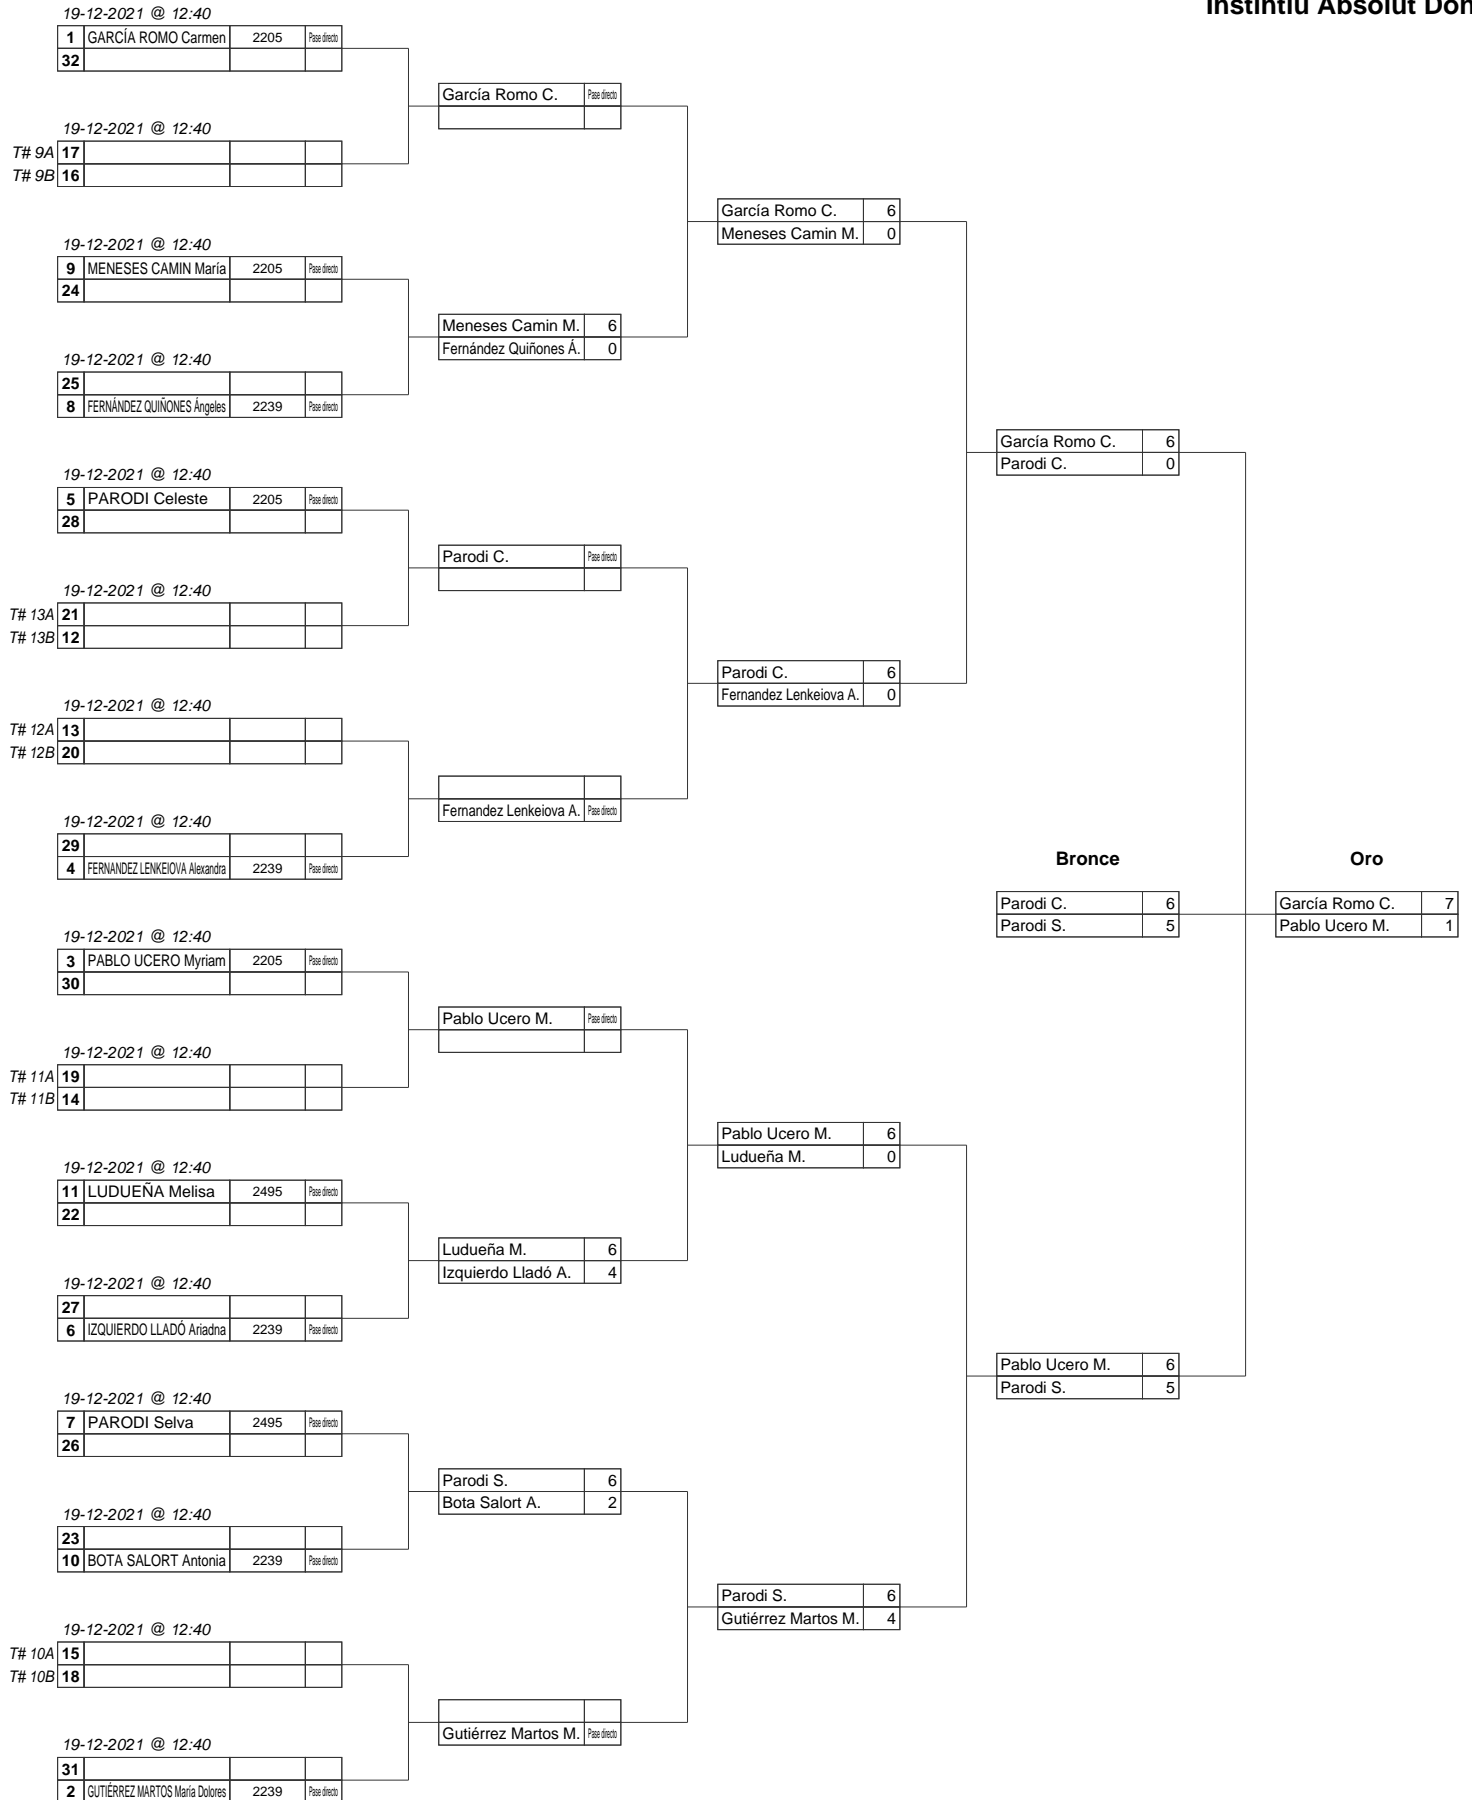 Instintiu Absolut Don
19-12-2021 @ 12:40
1 GARCÍA ROMO Carmen 2205 Pase directo
32
García Romo C. Pase directo
19-12-2021 @ 12:40
T# 9A 17
T# 9B 16
García Romo C. 6
Meneses Camin M. 0
19-12-2021 @ 12:40
9 MENESES CAMIN María 2205 Pase directo
24
Meneses Camin M. 6
Fernández Quiñones Á. 0
19-12-2021 @ 12:40
25
8 FERNÁNDEZ QUIÑONES Ángeles 2239 Pase directo
García Romo C. 6
Parodi C. 0
19-12-2021 @ 12:40
5 PARODI Celeste 2205 Pase directo
28
Parodi C. Pase directo
19-12-2021 @ 12:40
T# 13A 21
T# 13B 12
Parodi C. 6
Fernandez Lenkeiova A. 0
19-12-2021 @ 12:40
T# 12A 13
T# 12B 20
Fernandez Lenkeiova A. Pase directo
19-12-2021 @ 12:40
29
4 FERNANDEZ LENKEIOVA Alexandra 2239 Pase directo
Bronce Oro
Parodi C. 6 García Romo C. 7
Parodi S. 5 Pablo Ucero M. 1
19-12-2021 @ 12:40
3 PABLO UCERO Myriam 2205 Pase directo
30
Pablo Ucero M. Pase directo
19-12-2021 @ 12:40
T# 11A 19
T# 11B 14
Pablo Ucero M. 6
Ludueña M. 0
19-12-2021 @ 12:40
11 LUDUEÑA Melisa 2495 Pase directo
22
Ludueña M. 6
Izquierdo Lladó A. 4
19-12-2021 @ 12:40
27
6 IZQUIERDO LLADÓ Ariadna 2239 Pase directo
Pablo Ucero M. 6
Parodi S. 5
19-12-2021 @ 12:40
7 PARODI Selva 2495 Pase directo
26
Parodi S. 6
Bota Salort A. 2
19-12-2021 @ 12:40
23
10 BOTA SALORT Antonia 2239 Pase directo
Parodi S. 6
Gutiérrez Martos M. 4
19-12-2021 @ 12:40
T# 10A 15
T# 10B 18
Gutiérrez Martos M. Pase directo
19-12-2021 @ 12:40
31
2 GUTIÉRREZ MARTOS María Dolores 2239 Pase directo